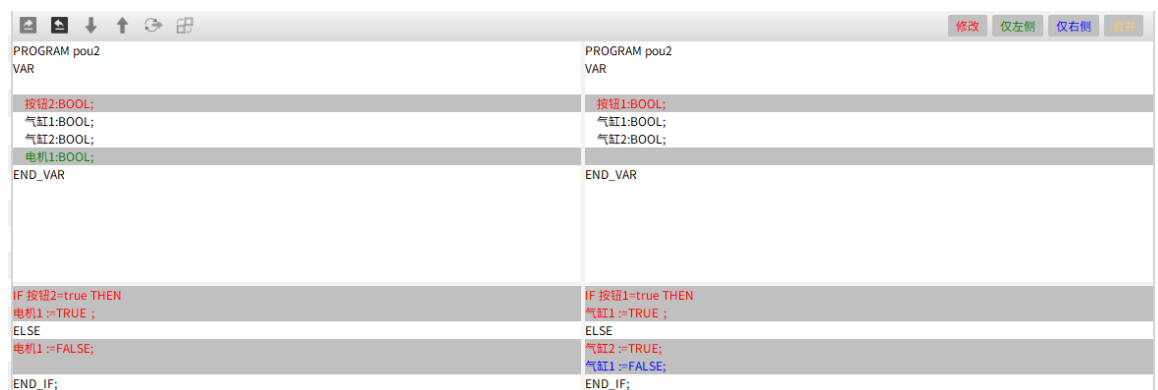 修改 仅左侧 仅右侧 合并
PROGRAM pou2
VAR
按钮2:BOOL;
气缸1:BOOL;
气缸2:BOOL;
电机1:BOOL;
END_VAR
IF 按钮2=true THEN
电机1 :=TRUE ;
ELSE
电机1 :=FALSE;
END_IF;
PROGRAM pou2
VAR
按钮1:BOOL;
气缸1:BOOL;
气缸2:BOOL;
END_VAR
IF 按钮1=true THEN
气缸1 :=TRUE ;
ELSE
气缸2 :=TRUE;
气缸1 :=FALSE;
END_IF;